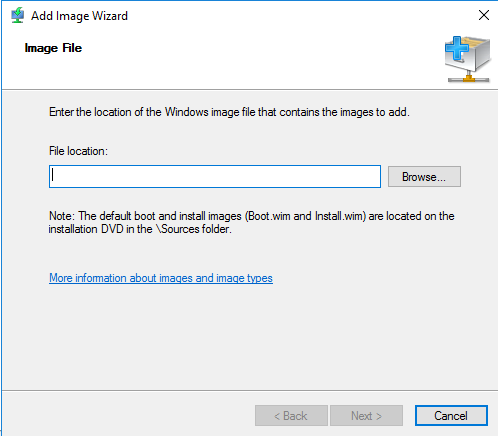 Add Image Wizard
Image File
Enter the location of the Windows image file that contains the images to add.
File location:
Browse...
Note: The default boot and install images (Boot.wim and Install.wim) are located on the
installation DVD in the \Sources folder.
More information about images and image types
< Back
Next >
Cancel